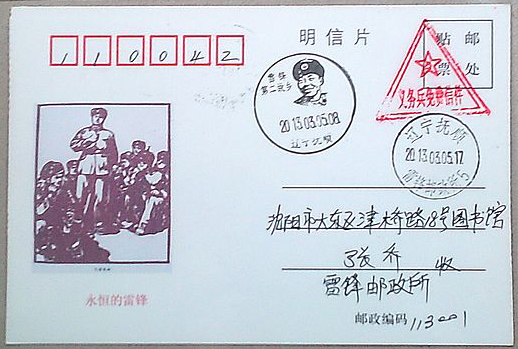 110042
明信片
贴邮
票处
义务兵免费信件
雷锋
第二故乡
2013.03.05.08
辽宁抚顺
辽宁抚顺
2013.03.05.17
沈阳市大东区津桥路18号图书馆
张乔 收
雷锋邮政所
永恒的雷锋
邮政编码 113001